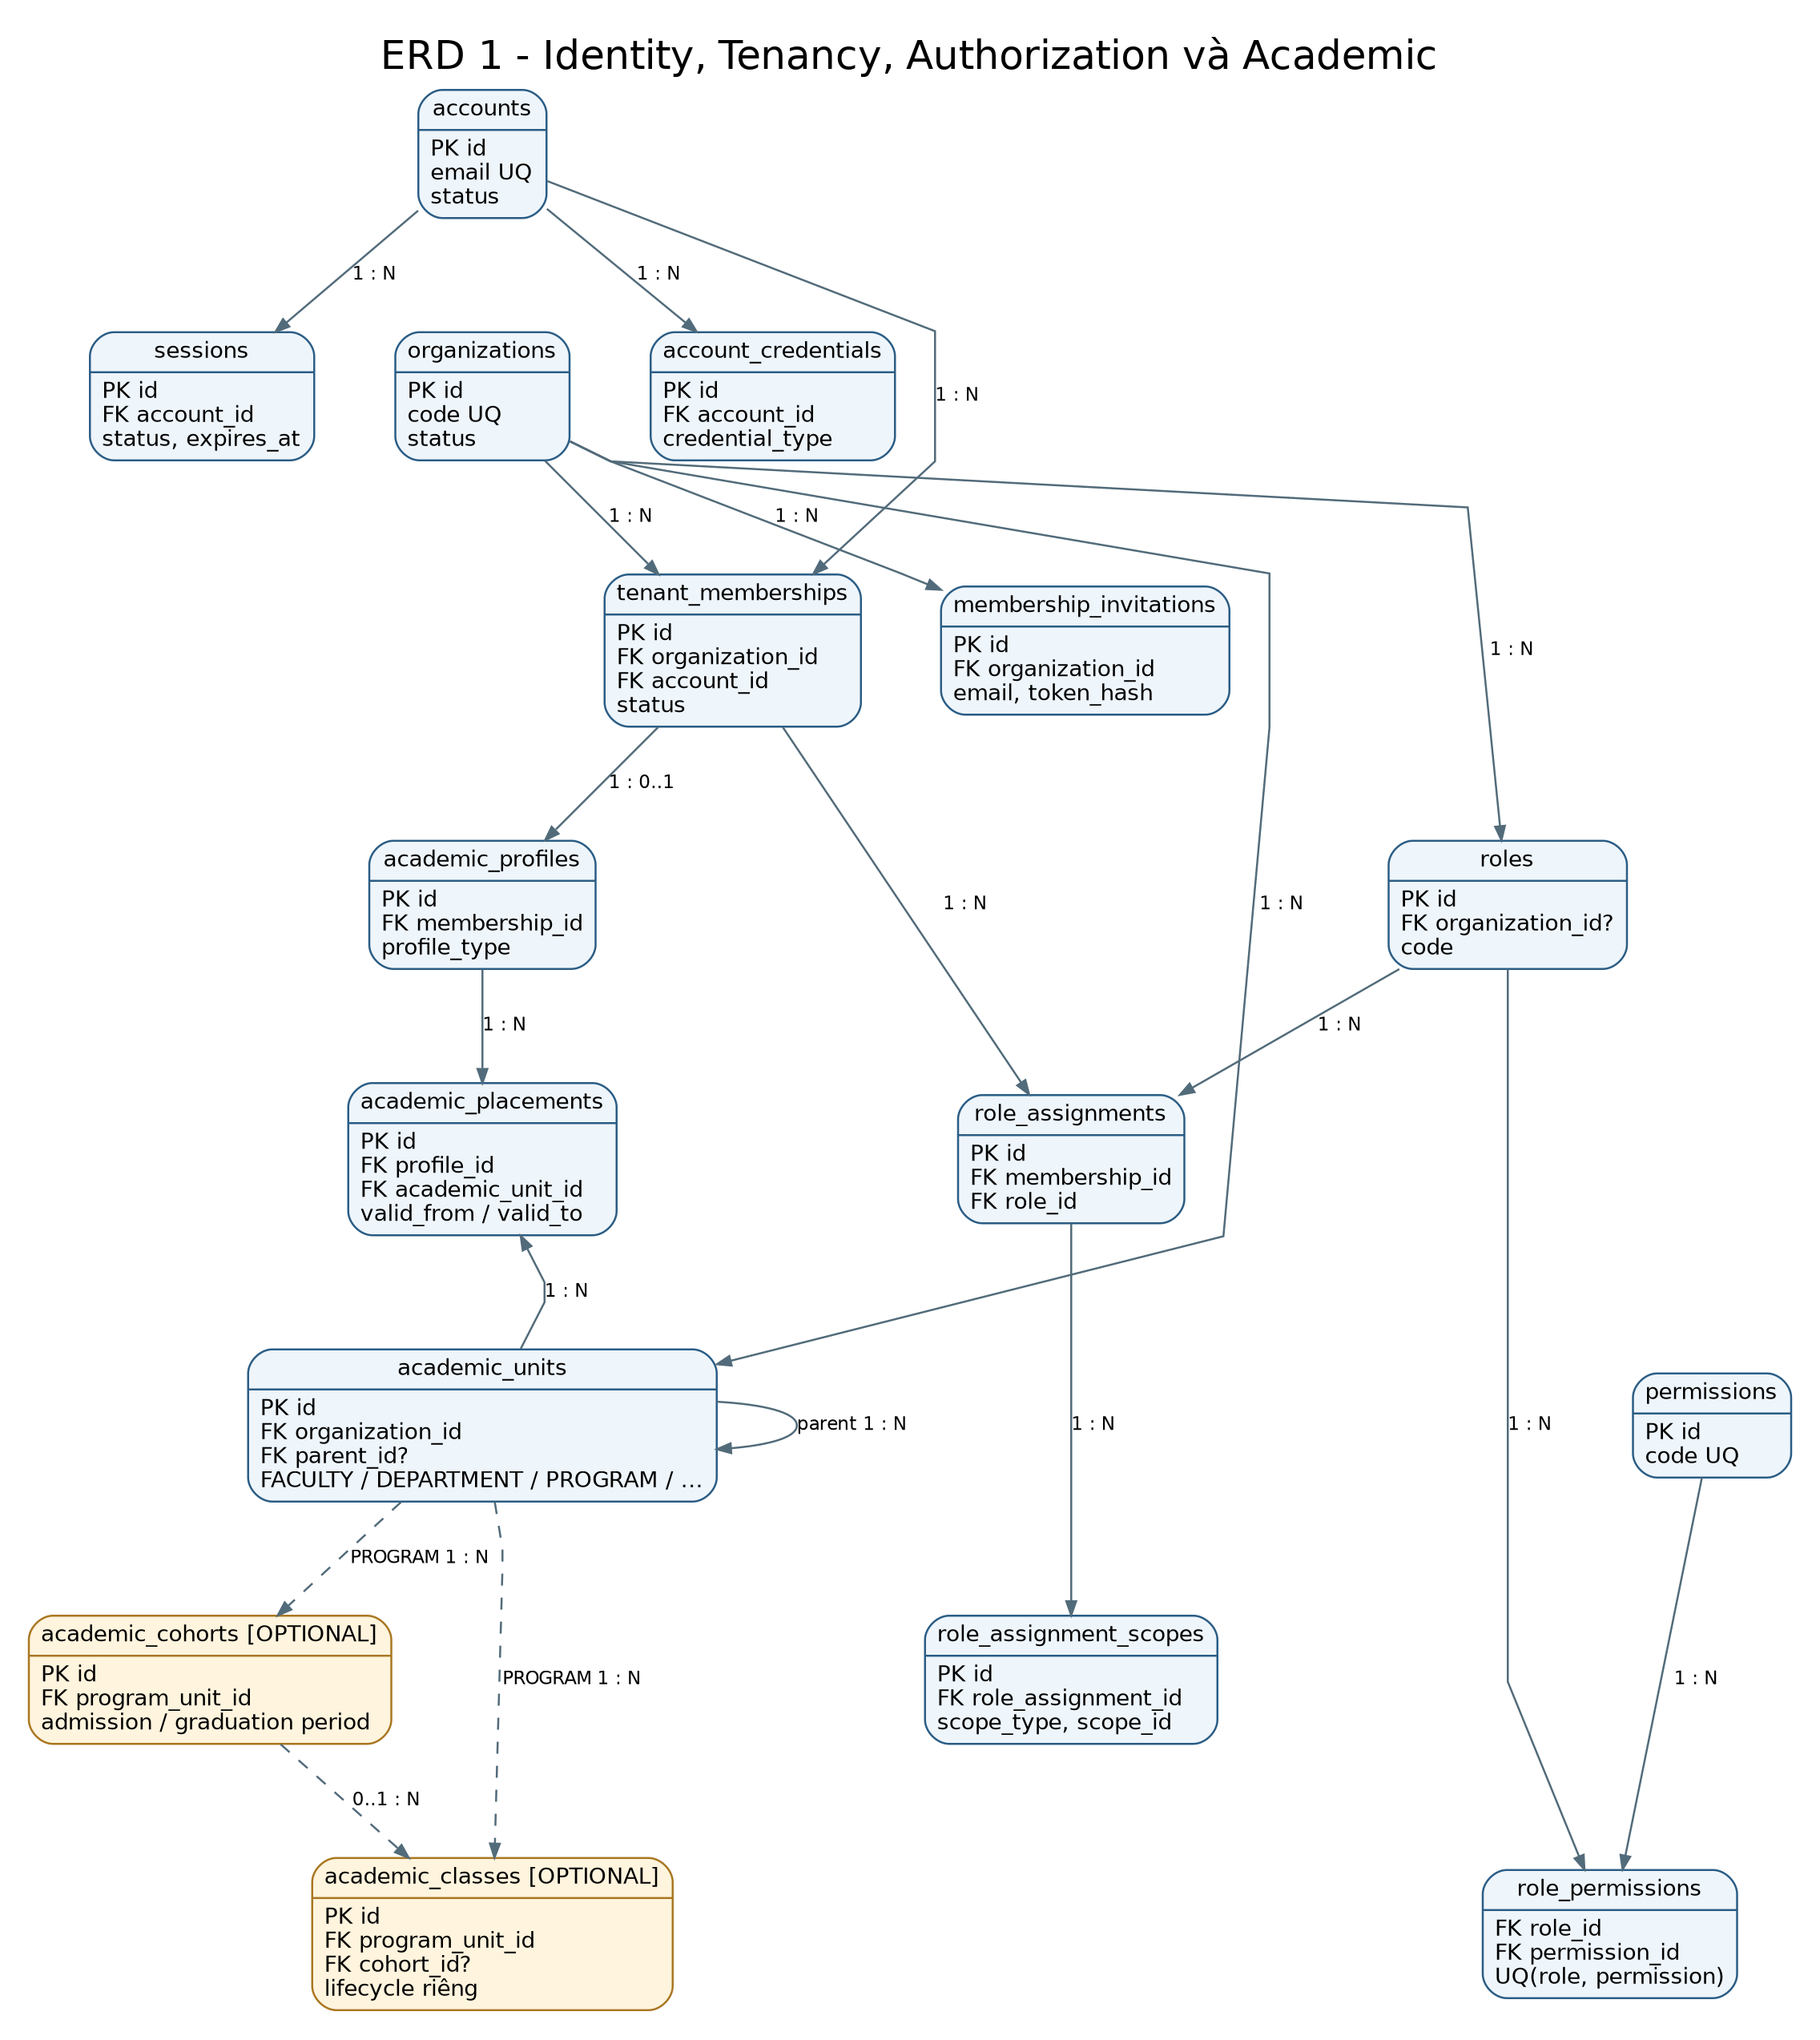 ERD 1 - Identity, Tenancy, Authorization và Academic
accounts
PK id
email UQ
status
1 : N
1 : N
1 : N
sessions
PK id
FK account_id
status, expires_at
organizations
PK id
code UQ
status
account_credentials
PK id
FK account_id
credential_type
1 : N
1 : N
1 : N
1 : N
tenant_memberships
PK id
FK organization_id
FK account_id
status
membership_invitations
PK id
FK organization_id
email, token_hash
1 : 0..1
1 : N
academic_profiles
PK id
FK membership_id
profile_type
roles
PK id
FK organization_id?
code
1 : N
1 : N
1 : N
academic_placements
PK id
FK profile_id
FK academic_unit_id
valid_from / valid_to
role_assignments
PK id
FK membership_id
FK role_id
1 : N
academic_units
PK id
FK organization_id
FK parent_id?
FACULTY / DEPARTMENT / PROGRAM / ...
parent 1 : N
1 : N
permissions
PK id
code UQ
PROGRAM 1 : N
PROGRAM 1 : N
1 : N
academic_cohorts [OPTIONAL]
PK id
FK program_unit_id
admission / graduation period
role_assignment_scopes
PK id
FK role_assignment_id
scope_type, scope_id
0..1 : N
academic_classes [OPTIONAL]
PK id
FK program_unit_id
FK cohort_id?
lifecycle riêng
role_permissions
FK role_id
FK permission_id
UQ(role, permission)